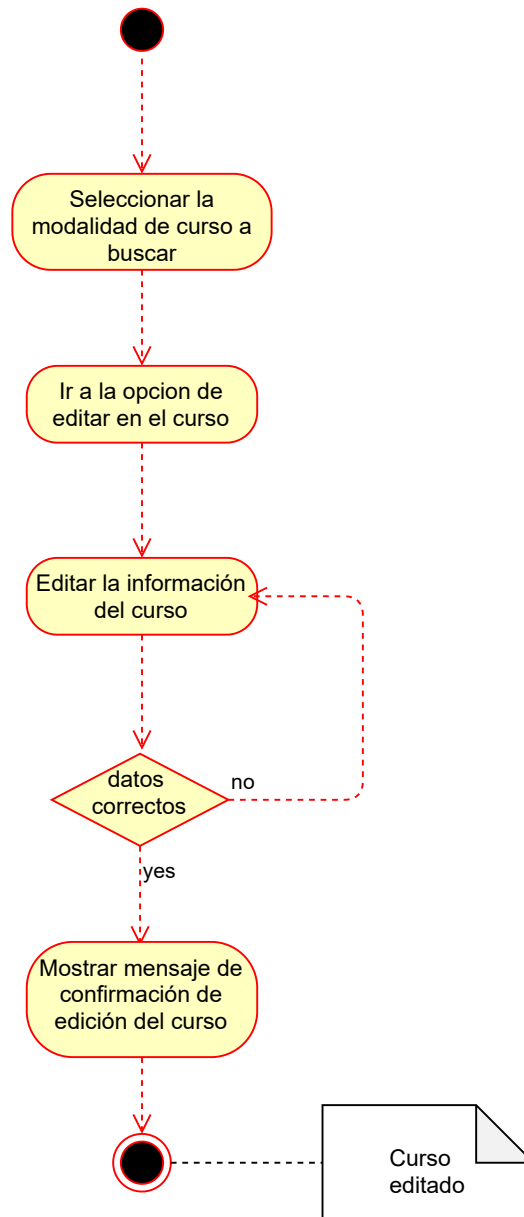 Seleccionar la
modalidad de curso a
buscar
Ir a la opcion de
editar en el curso
Editar la información
del curso
datos
correctos
no
yes
Mostrar mensaje de
confirmación de
edición del curso
Curso
editado